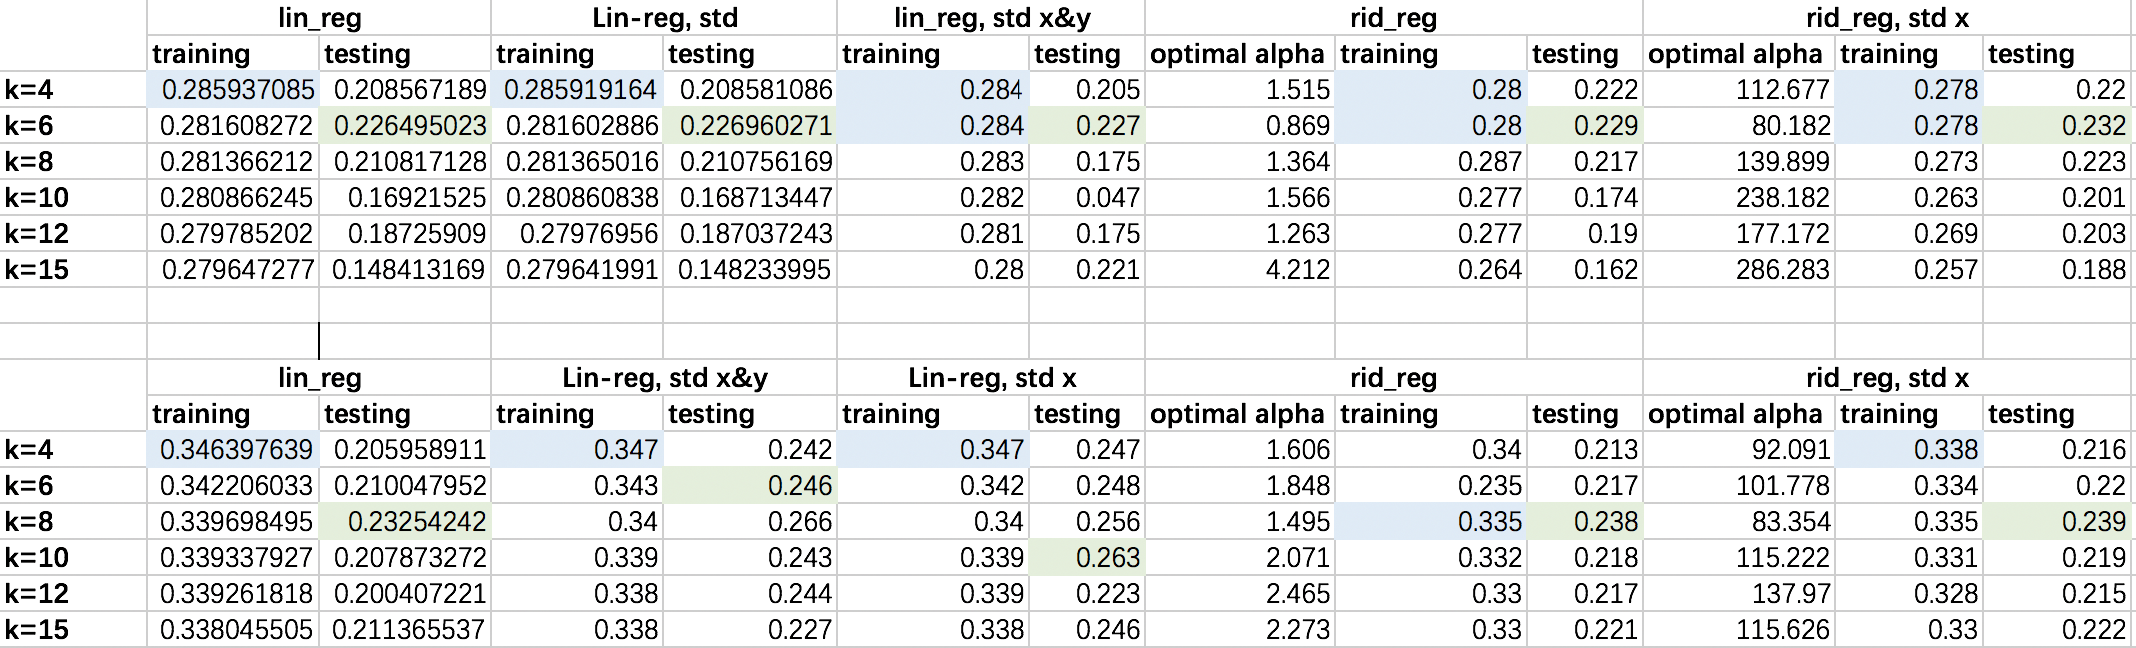 lin_reg Lin-reg, std lin_reg, std x&y rid_reg rid_reg, std x
training testing training testing training testing optimal alpha training testing optimal alpha training testing
k=4 0.285937085 0.208567189 0.285919164 0.208581086 0.284 0.205 1.515 0.28 0.222 112.677 0.278 0.22
k=6 0.281608272 0.226495023 0.281602886 0.226960271 0.284 0.227 0.869 0.28 0.229 80.182 0.278 0.232
k=8 0.281366212 0.210817128 0.281365016 0.210756169 0.283 0.175 1.364 0.287 0.217 139.899 0.273 0.223
k=10 0.280866245 0.16921525 0.280860838 0.168713447 0.282 0.047 1.566 0.277 0.174 238.182 0.263 0.201
k=12 0.279785202 0.18725909 0.27976956 0.187037243 0.281 0.175 1.263 0.277 0.19 177.172 0.269 0.203
k=15 0.279647277 0.148413169 0.279641991 0.148233995 0.28 0.221 4.212 0.264 0.162 286.283 0.257 0.188
lin_reg Lin-reg, std x&y Lin-reg, std x rid_reg rid_reg, std x
training testing training testing training testing optimal alpha training testing optimal alpha training testing
k=4 0.346397639 0.205958911 0.347 0.242 0.347 0.247 1.606 0.34 0.213 92.091 0.338 0.216
k=6 0.342206033 0.210047952 0.343 0.246 0.342 0.248 1.848 0.235 0.217 101.778 0.334 0.22
k=8 0.339698495 0.23254242 0.34 0.266 0.34 0.256 1.495 0.335 0.238 83.354 0.335 0.239
k=10 0.339337927 0.207873272 0.339 0.243 0.339 0.263 2.071 0.332 0.218 115.222 0.331 0.219
k=12 0.339261818 0.200407221 0.338 0.244 0.339 0.223 2.465 0.33 0.217 137.97 0.328 0.215
k=15 0.338045505 0.211365537 0.338 0.227 0.338 0.246 2.273 0.33 0.221 115.626 0.33 0.222